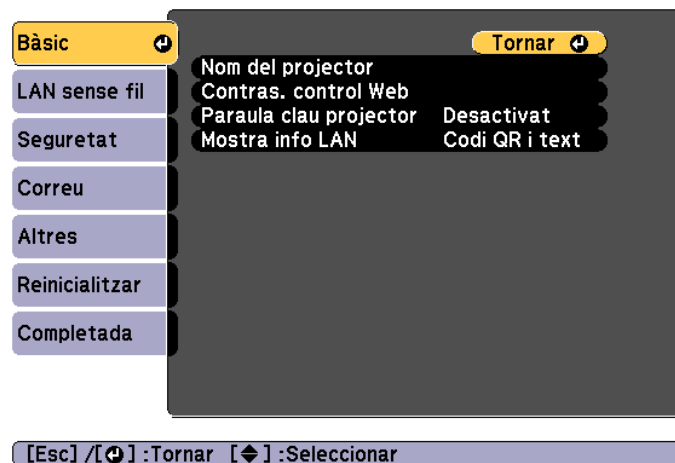 Bàsic
LAN sense fil
Seguretat
Correu
Altres
Reinicialitzar
Completada
Tornar
Nom del projector
Contras. control Web
Paraula clau projector Desactivat
Mostra info LAN Codi QR i text
[Esc] /[ ] :Tornar [ ] :Seleccionar